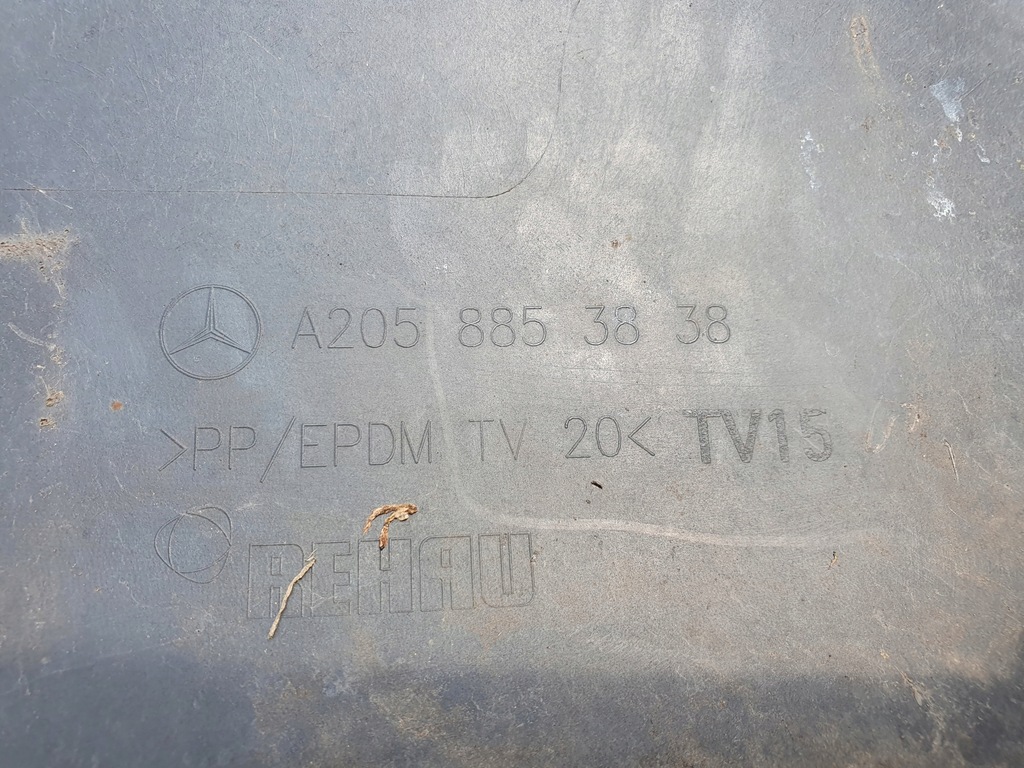 A205 885 38 38
>PP/EPDM TV 20< TV15
REHAU